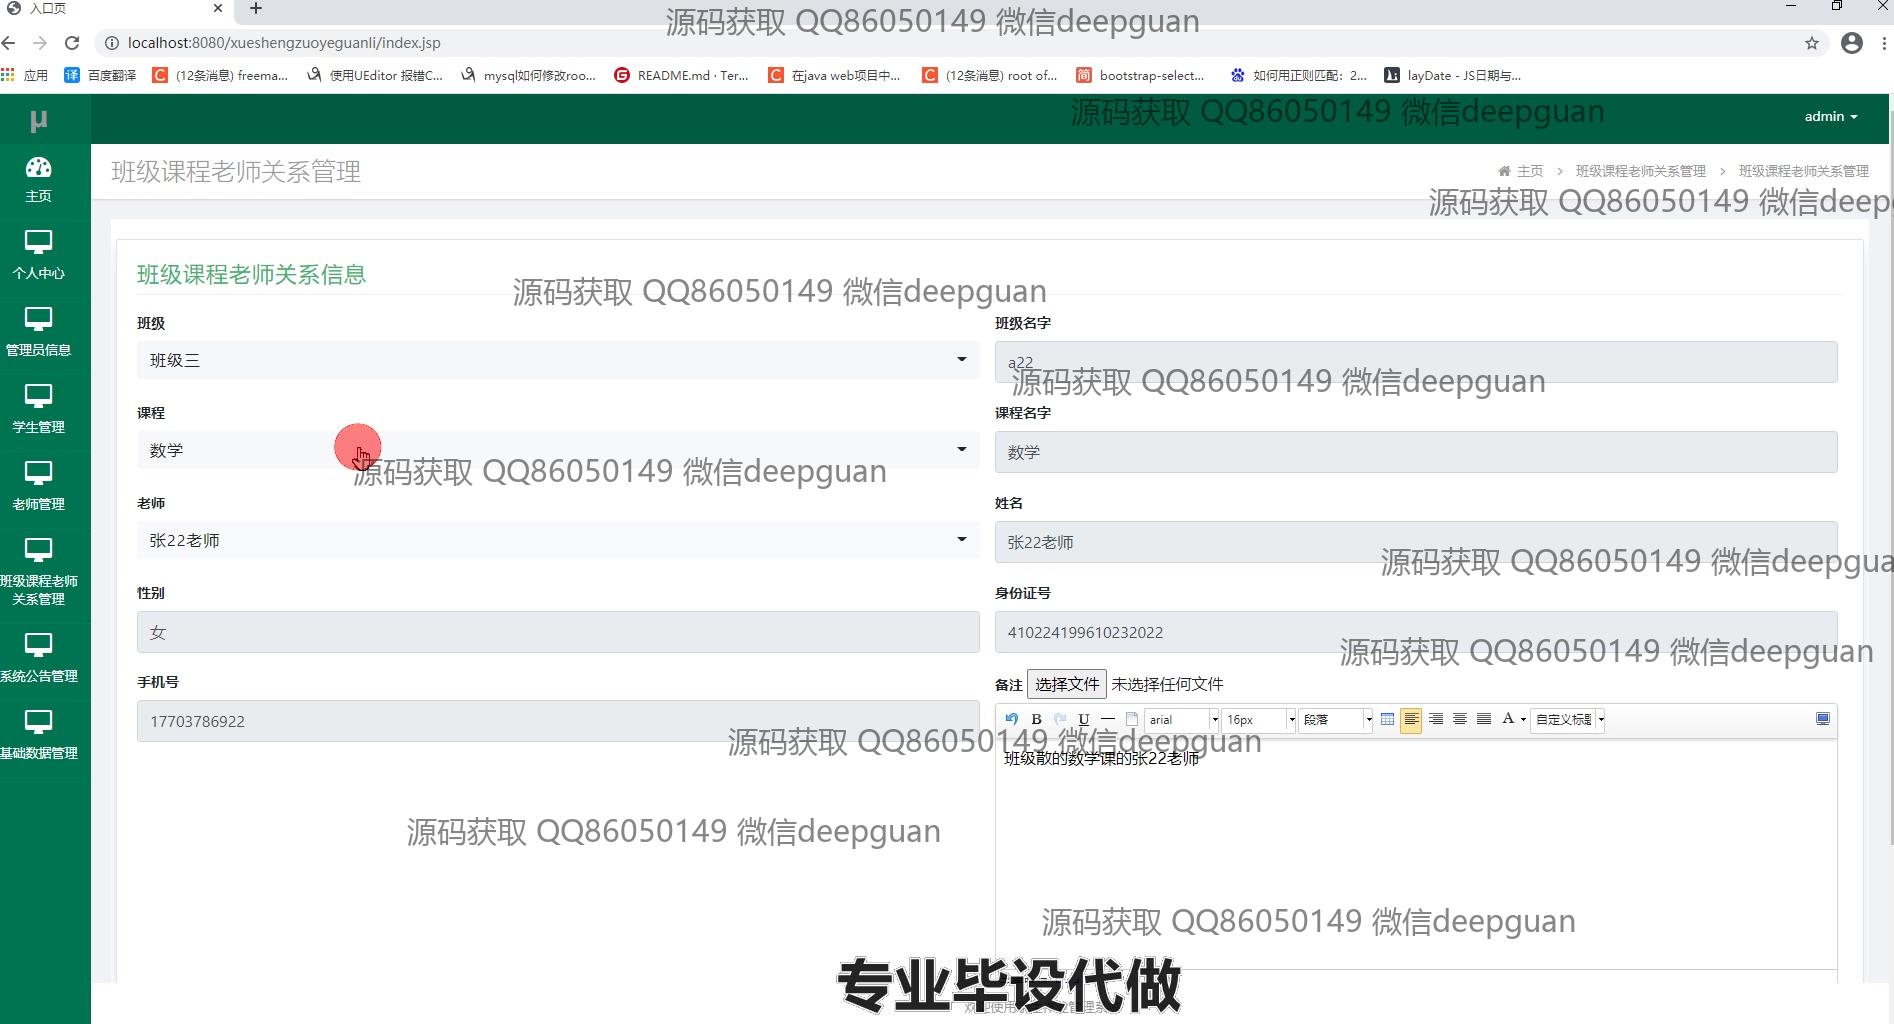 入口页
localhost:8080/xueshengzuoyeguanli/index.jsp
源码获取 QQ86050149 微信deepguan
应用 百度翻译 (12条消息) freema... 使用UEditor 报错C... mysql如何修改roo... README.md · Ter... 在java web项目中... (12条消息) root of... bootstrap-select... 如何用正则匹配：2... layDate - JS日期与...
μ
源码获取 QQ86050149 微信deepguan
admin
主页
个人中心
管理员信息
学生管理
老师管理
班级课程老师
关系管理
系统公告管理
基础数据管理
班级课程老师关系管理
主页 > 班级课程老师关系管理 > 班级课程老师关系管理
源码获取 QQ86050149 微信deep
班级课程老师关系信息
源码获取 QQ86050149 微信deepguan
班级
班级三
班级名字
a22
源码获取 QQ86050149 微信deepguan
课程
数学
课程名字
数学
源码获取 QQ86050149 微信deepguan
老师
张22老师
姓名
张22老师
源码获取 QQ86050149 微信deepgua
性别
女
身份证号
410224199610232022
源码获取 QQ86050149 微信deepguan
手机号
17703786922
备注 选择文件 未选择任何文件
B U arial 16px 段落 A 自定义标题
源码获取 QQ86050149 微信deepguan
班级散的数学课的张22老师
源码获取 QQ86050149 微信deepguan
源码获取 QQ86050149 微信deepguan
专业毕设代做